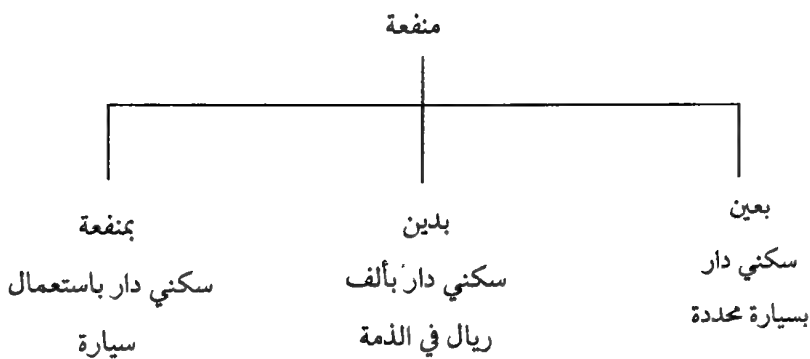 منفعة
بعين
سكني دار
بسيارة محددة
بدين
سكني دار بألف
ريال في الذمة
بمنفعة
سكني دار باستعمال
سيارة